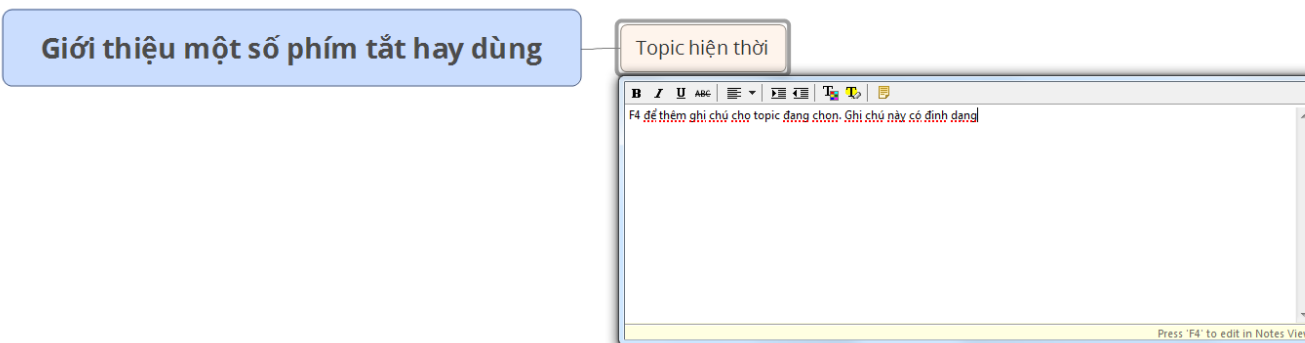 Giới thiệu một số phím tắt hay dùng
Topic hiện thời
B I U ABC
F4 để thêm ghi chú cho topic đang chọn. Ghi chú này có định dạng
Press 'F4' to edit in Notes Vie